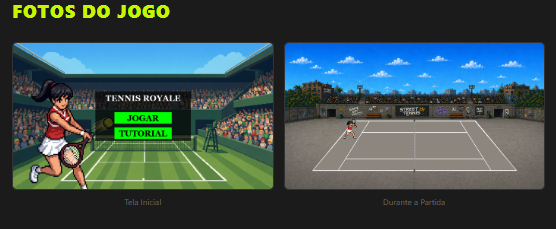 FOTOS DO JOGO
TENNIS ROYALE
JOGAR
TUTORIAL
STREET
TENNIS
Tela Inicial
Durante a Partida